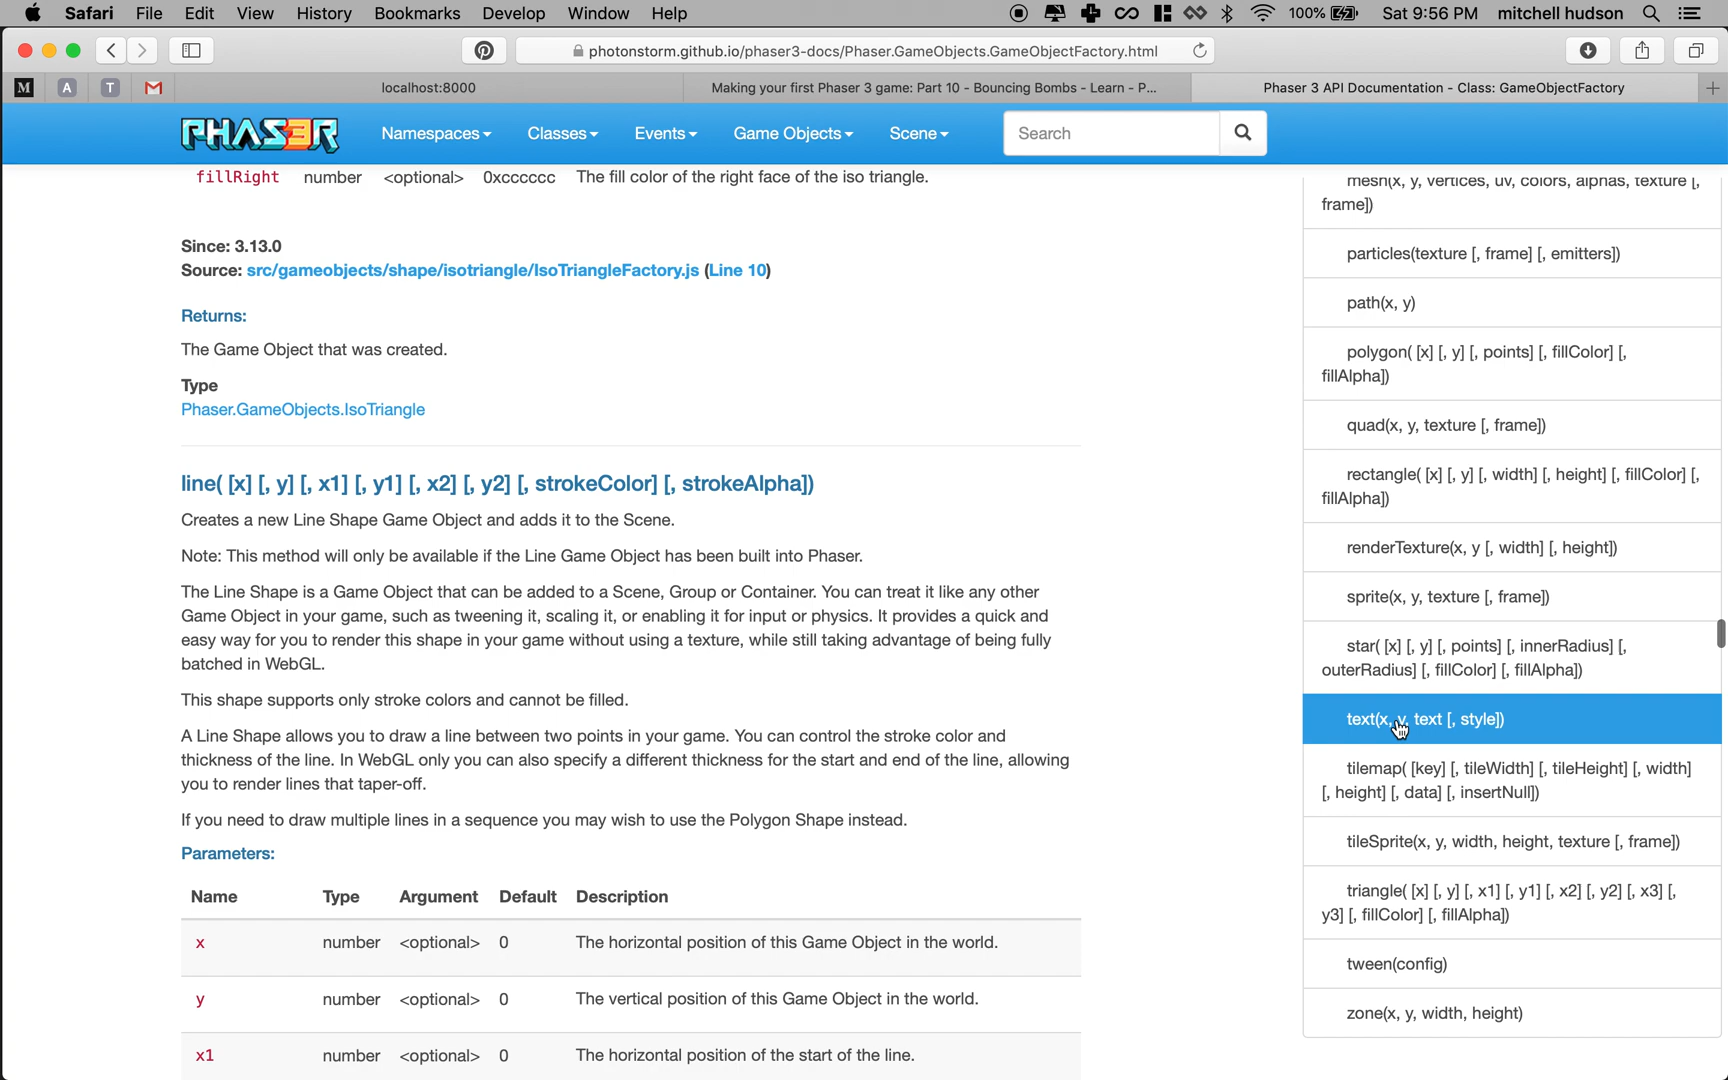 Safari File Edit View History Bookmarks Develop Window Help 100% Sat 9:56 PM mitchell hudson
photonstorm.github.io/phaser3-docs/Phaser.GameObjects.GameObjectFactory.html
M A T localhost:8000 Making your first Phaser 3 game: Part 10 - Bouncing Bombs - Learn - P... Phaser 3 API Documentation - Class: GameObjectFactory
PHAS3R Namespaces Classes Events Game Objects Scene Search
fillRight number <optional> 0xcccccc The fill color of the right face of the iso triangle.
Since: 3.13.0
Source: src/gameobjects/shape/isotriangle/IsoTriangleFactory.js (Line 10)
Returns:
The Game Object that was created.
Type
Phaser.GameObjects.IsoTriangle
line( [x] [, y] [, x1] [, y1] [, x2] [, y2] [, strokeColor] [, strokeAlpha])
Creates a new Line Shape Game Object and adds it to the Scene.
Note: This method will only be available if the Line Game Object has been built into Phaser.
The Line Shape is a Game Object that can be added to a Scene, Group or Container. You can treat it like any other
Game Object in your game, such as tweening it, scaling it, or enabling it for input or physics. It provides a quick and
easy way for you to render this shape in your game without using a texture, while still taking advantage of being fully
batched in WebGL.
This shape supports only stroke colors and cannot be filled.
A Line Shape allows you to draw a line between two points in your game. You can control the stroke color and
thickness of the line. In WebGL only you can also specify a different thickness for the start and end of the line, allowing
you to render lines that taper-off.
If you need to draw multiple lines in a sequence you may wish to use the Polygon Shape instead.
Parameters:
Name Type Argument Default Description
x number <optional> 0 The horizontal position of this Game Object in the world.
y number <optional> 0 The vertical position of this Game Object in the world.
x1 number <optional> 0 The horizontal position of the start of the line.
mesh(x, y, vertices, uv, colors, alphas, texture [,
frame])
particles(texture [, frame] [, emitters])
path(x, y)
polygon( [x] [, y] [, points] [, fillColor] [,
fillAlpha])
quad(x, y, texture [, frame])
rectangle( [x] [, y] [, width] [, height] [, fillColor] [,
fillAlpha])
renderTexture(x, y [, width] [, height])
sprite(x, y, texture [, frame])
star( [x] [, y] [, points] [, innerRadius] [,
outerRadius] [, fillColor] [, fillAlpha])
text(x, y, text [, style])
tilemap( [key] [, tileWidth] [, tileHeight] [, width]
[, height] [, data] [, insertNull])
tileSprite(x, y, width, height, texture [, frame])
triangle( [x] [, y] [, x1] [, y1] [, x2] [, y2] [, x3] [,
y3] [, fillColor] [, fillAlpha])
tween(config)
zone(x, y, width, height)